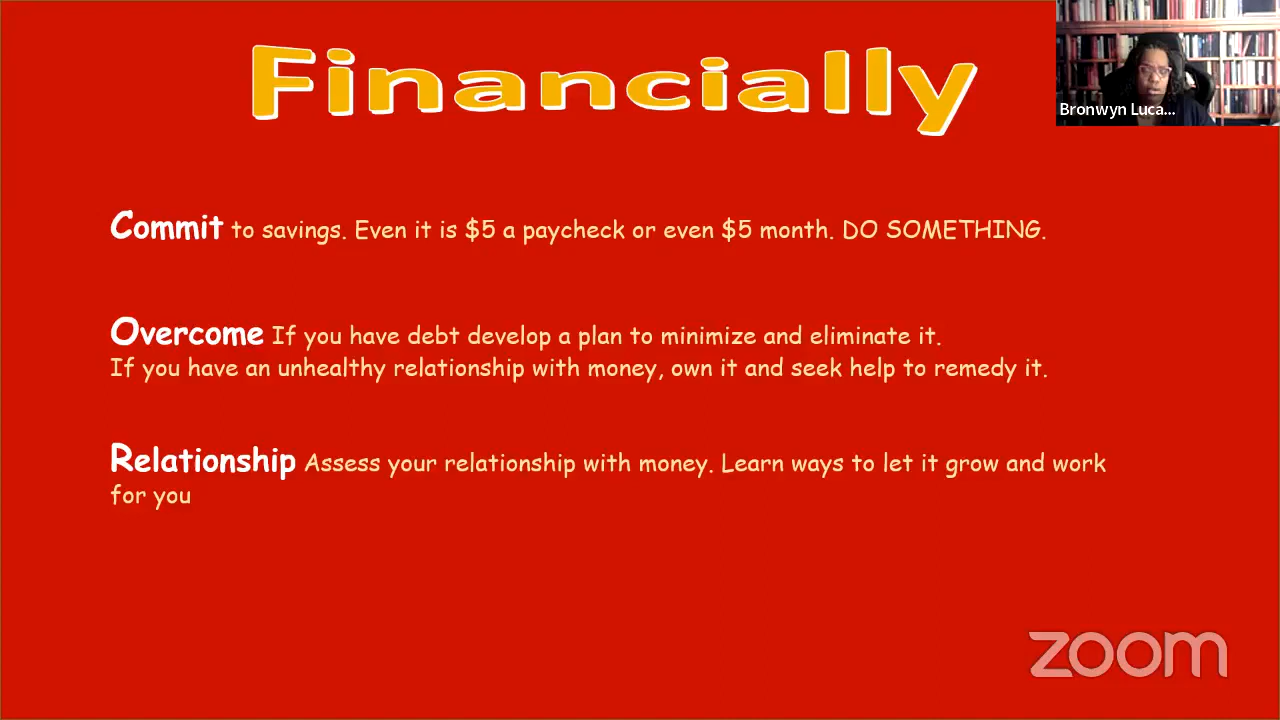 Financially
Bronwyn Luca...
Commit to savings. Even it is $5 a paycheck or even $5 month. DO SOMETHING.
Overcome If you have debt develop a plan to minimize and eliminate it.
If you have an unhealthy relationship with money, own it and seek help to remedy it.
Relationship Assess your relationship with money. Learn ways to let it grow and work
for you
zoom